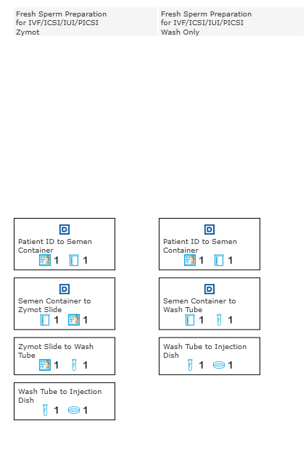 Fresh Sperm Preparation
for IVF/ICSI/IUI/PICSI
Zymot
Fresh Sperm Preparation
for IVF/ICSI/IUI/PICSI
Wash Only
D
Patient ID to Semen
Container
1 1
D
Patient ID to Semen
Container
1 1
D
Semen Container to
Zymot Slide
1 1
D
Semen Container to
Wash Tube
1 1
Zymot Slide to Wash
Tube
1 1
Wash Tube to Injection
Dish
1 1
Wash Tube to Injection
Dish
1 1